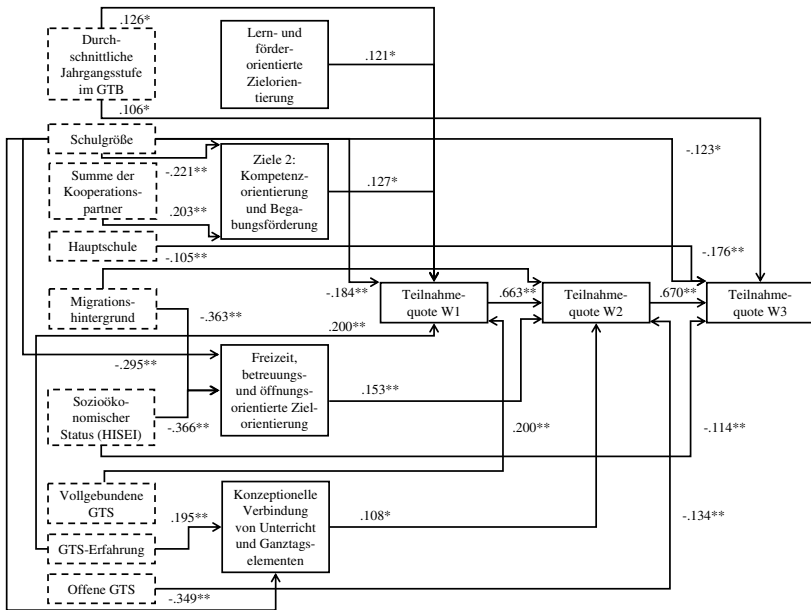 .126*
Durch-
schnittliche
Jahrgangsstufe
im GTB
.106*
Lern- und
förder-
orientierte
Zielorien-
tierung
.121*
Schulgröße
-.221**
-.123*
Summe der
Kooperations-
partner
.203**
Ziele 2:
Kompetenz-
orientierung
und Bega-
bungsförderung
.127*
Hauptschule
-.105**
-.176**
Migrations-
hintergrund
-.363**
-.184**
Teilnahme-
quote W1
.663**
Teilnahme-
quote W2
.670**
Teilnahme-
quote W3
.200**
-.295**
Freizeit,
betreuungs-
und öffnungs-
orientierte Ziel-
orientierung
.153**
Sozioöko-
nomischer
Status (HISEI)
-.366**
.200**
-.114**
Vollgebundene
GTS
GTS-Erfahrung
.195**
Konzeptionelle
Verbindung
von Unterricht
und Ganztags-
elementen
.108*
-.134**
Offene GTS
-.349**